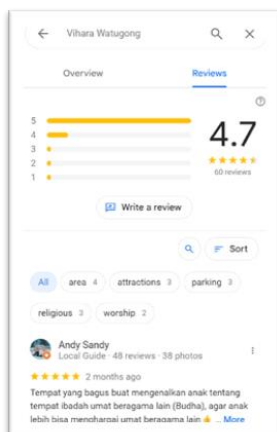 Vihara Watugong
Overview Reviews
5
4
3
2
1
4.7
60 reviews
Write a review
Sort
All area 4 attractions 3 parking 3
religious 3 worship 2
Andy Sandy
Local Guide · 48 reviews · 38 photos
2 months ago
Tempat yang bagus buat mengenalkan anak tentang
tempat ibadah umat beragama lain (Budha), agar anak
lebih bisa menghargai umat beragama lain👍 ... More